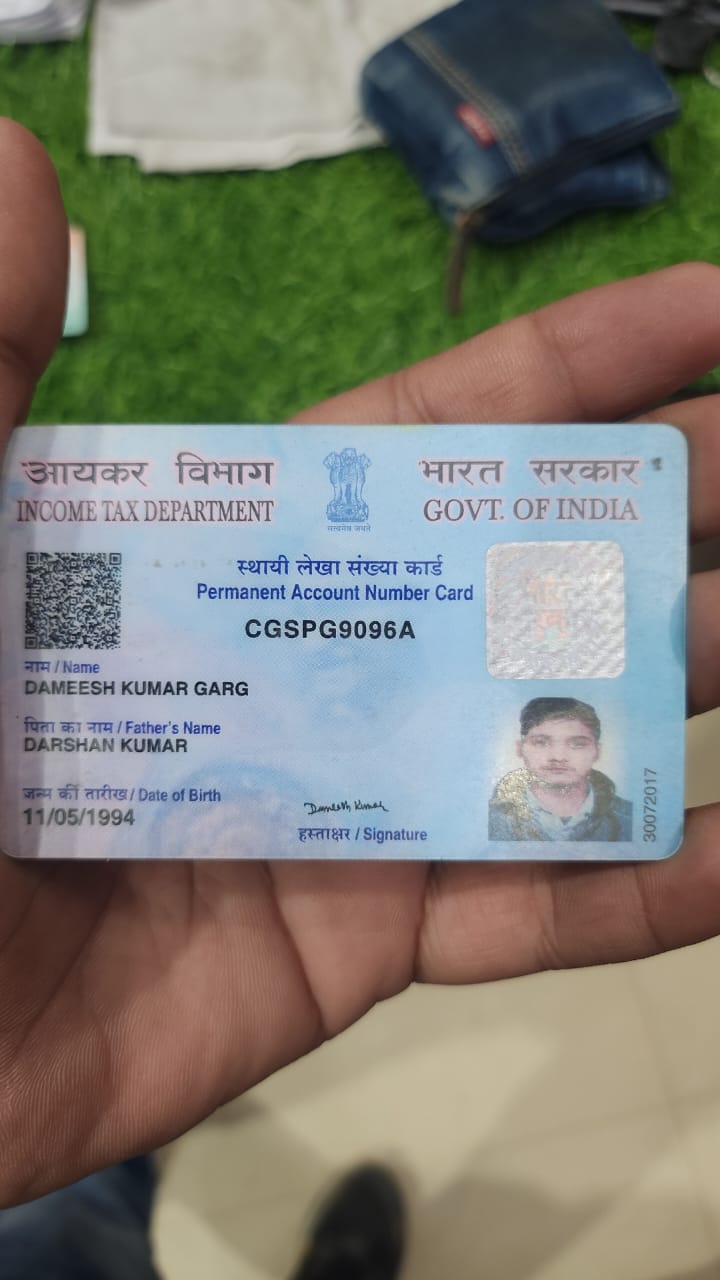 आयकर विभाग
INCOME TAX DEPARTMENT
सत्यमेव जयते
भारत सरकार
GOVT. OF INDIA
स्थायी लेखा संख्या कार्ड
Permanent Account Number Card
CGSPG9096A
नाम / Name
DAMEESH KUMAR GARG
पिता का नाम / Father's Name
DARSHAN KUMAR
जन्म की तारीख / Date of Birth
11/05/1994
Dameesh Kumar
हस्ताक्षर / Signature
30072017